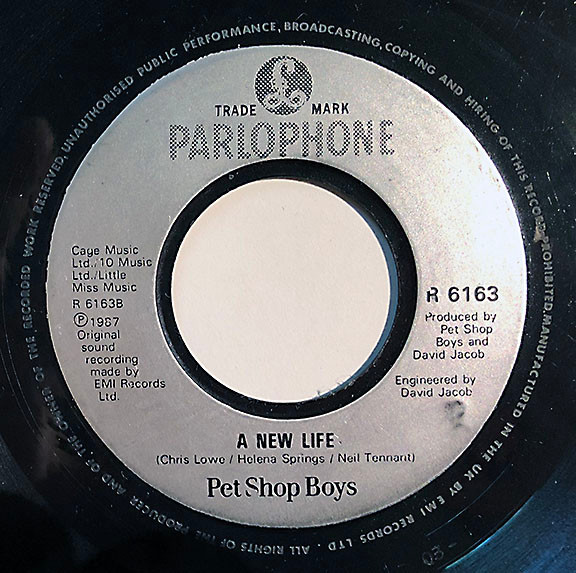 ALL RIGHTS OF THE PRODUCER AND OF THE OWNER OF THE RECORDED WORK RESERVED. UNAUTHORISED PUBLIC PERFORMANCE, BROADCASTING, COPYING AND HIRING OF THIS RECORD PROHIBITED. MANUFACTURED IN THE UK BY EMI RECORDS LTD.
TRADE MARK
PARLOPHONE
Cage Music
Ltd./10 Music
Ltd./Little
Miss Music
R 6163B
Ⓟ1987
Original
sound
recording
made by
EMI Records
Ltd.
R 6163
Produced by
Pet Shop
Boys and
David Jacob
Engineered by
David Jacob
A NEW LIFE
(Chris Lowe / Helena Springs / Neil Tennant)
Pet Shop Boys